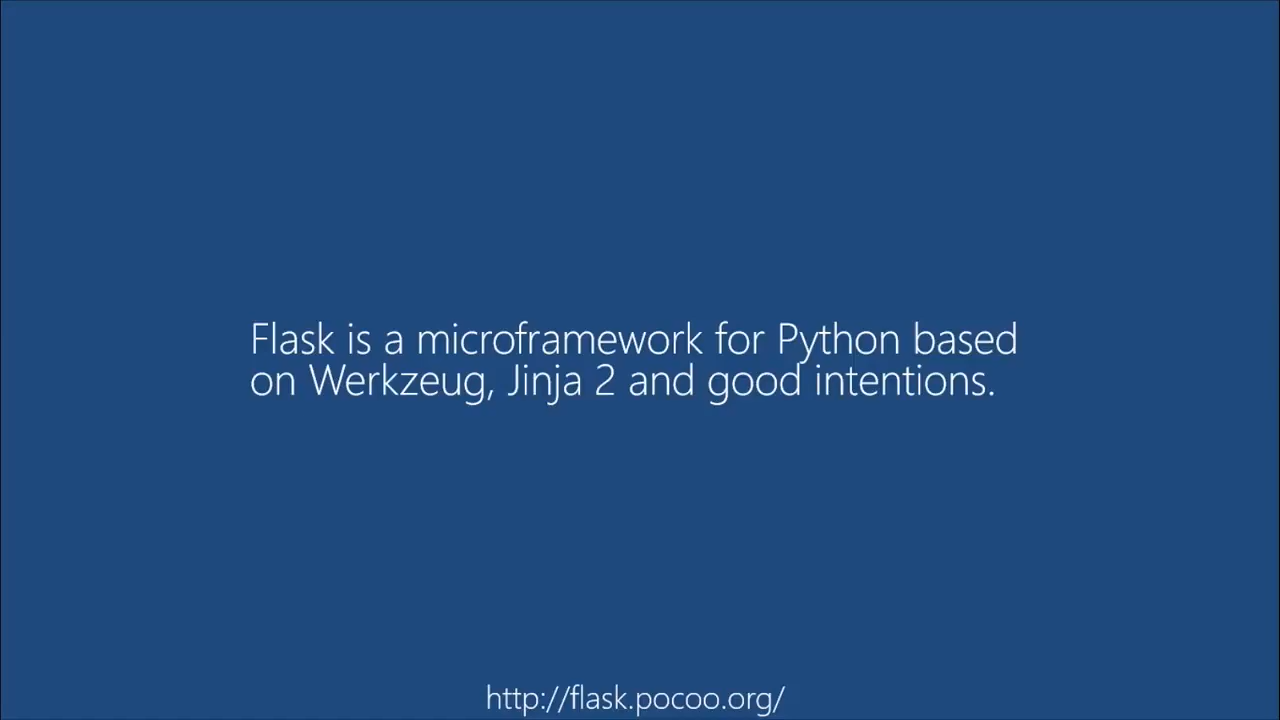 Flask is a microframework for Python based
on Werkzeug, Jinja 2 and good intentions.
http://flask.pocoo.org/